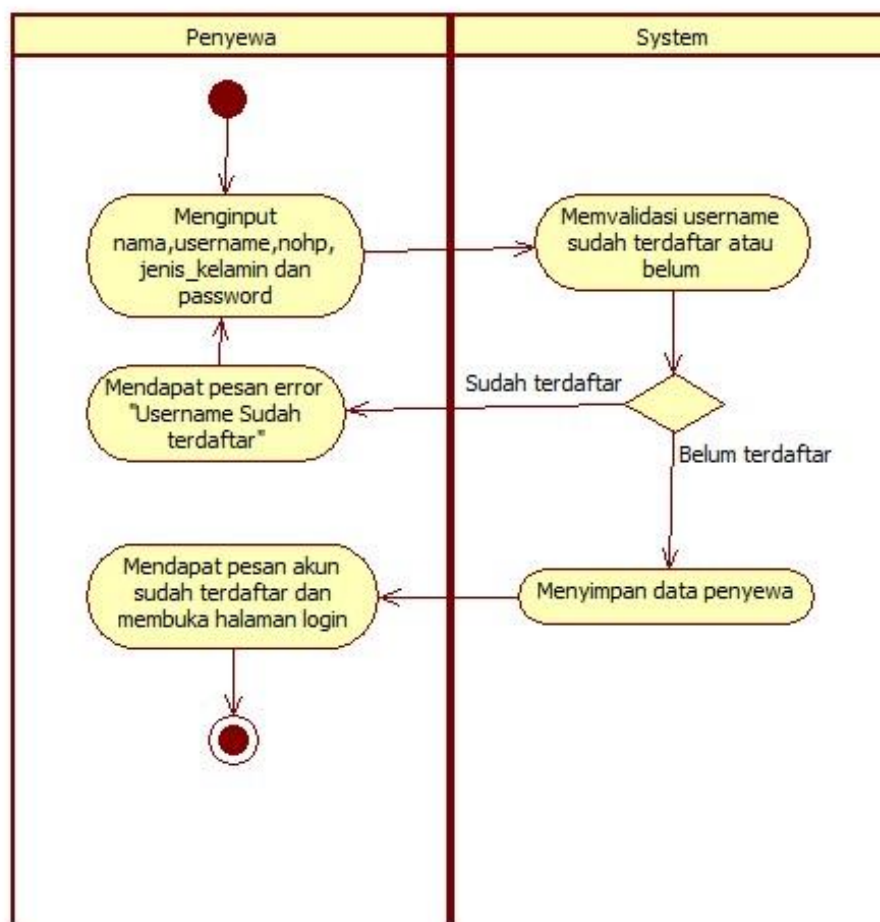 Penyewa
System
Menginput
nama,username,nohp,
jenis_kelamin dan
password
Memvalidasi username
sudah terdaftar atau
belum
Sudah terdaftar
Mendapat pesan error
"Username Sudah
terdaftar"
Belum terdaftar
Mendapat pesan akun
sudah terdaftar dan
membuka halaman login
Menyimpan data penyewa